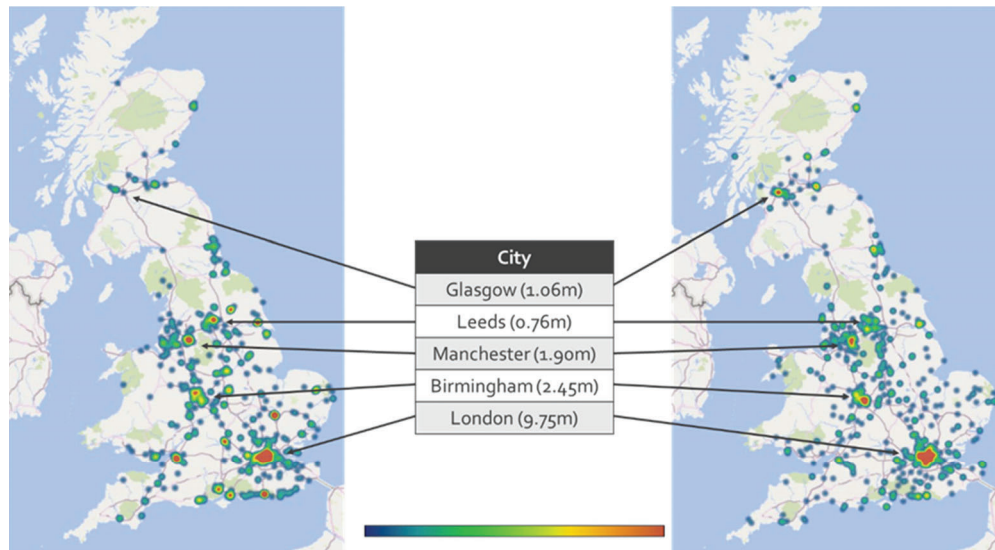 City
Glasgow (1.06m)
Leeds (0.76m)
Manchester (1.90m)
Birmingham (2.45m)
London (9.75m)